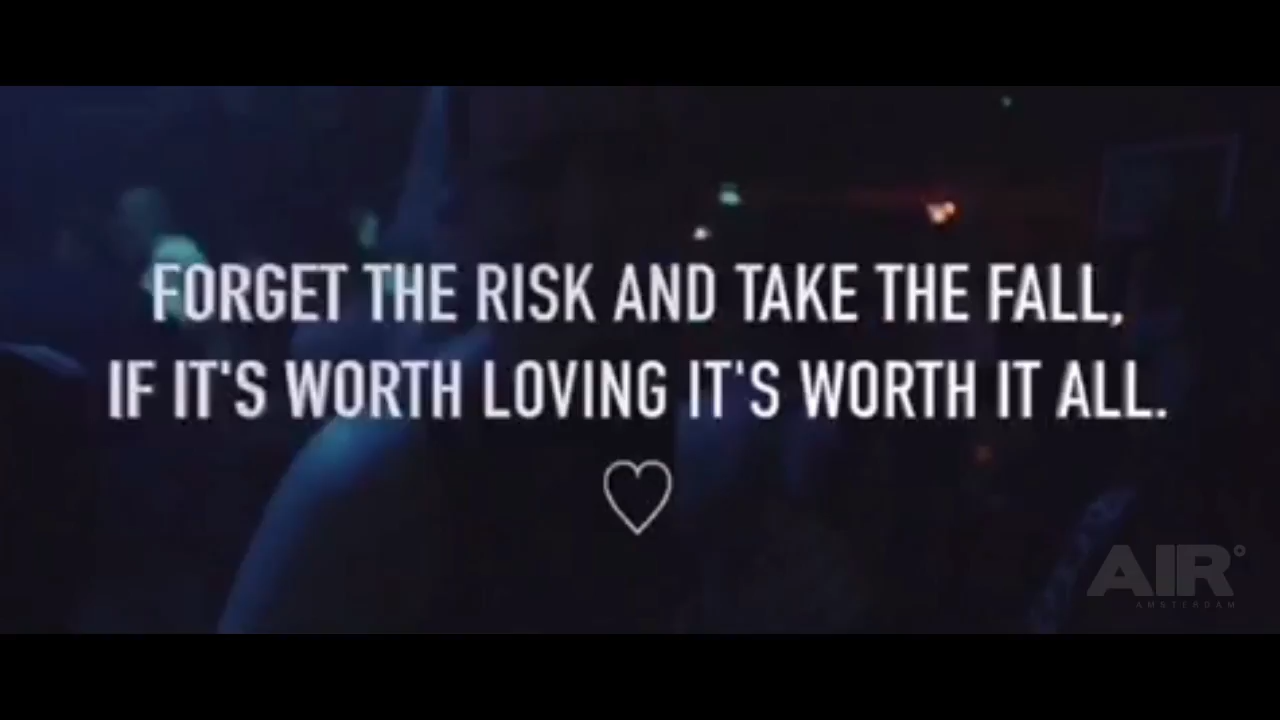 FORGET THE RISK AND TAKE THE FALL,
IF IT'S WORTH LOVING IT'S WORTH IT ALL.
AIR°
AMSTERDAM